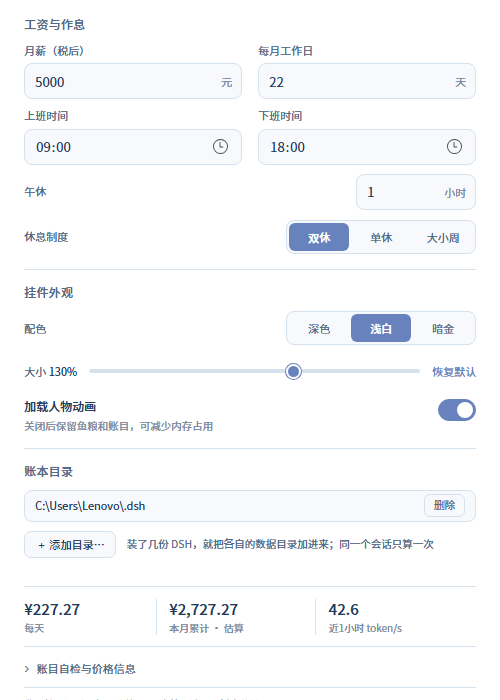 工资与作息
月薪（税后） 每月工作日
5000 元 22 天
上班时间 下班时间
09:00 18:00
午休 1 小时
休息制度 双休 单休 大小周
挂件外观
配色 深色 浅白 暗金
大小 130% 恢复默认
加载人物动画
关闭后保留鱼粮和账目，可减少内存占用
账本目录
C:\Users\Lenovo\.dsh 删除
+ 添加目录… 装了几份 DSH，就把各自的数据目录加进来；同一个会话只算一次
¥227.27 ¥2,727.27 42.6
每天 本月累计 · 估算 近1小时 token/s
› 账目自检与价格信息